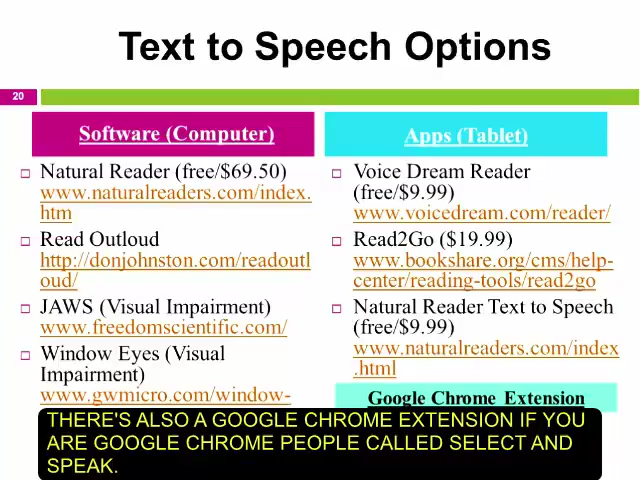 Text to Speech Options
20
Software (Computer)
Natural Reader (free/$69.50)
www.naturalreaders.com/index.
htm
Read Outloud
http://donjohnston.com/readoutl
oud/
JAWS (Visual Impairment)
www.freedomscientific.com/
Window Eyes (Visual
Impairment)
www.gwmicro.com/window-
Apps (Tablet)
Voice Dream Reader
(free/$9.99)
www.voicedream.com/reader/
Read2Go ($19.99)
www.bookshare.org/cms/help-
center/reading-tools/read2go
Natural Reader Text to Speech
(free/$9.99)
www.naturalreaders.com/index
.html
Google Chrome Extension
THERE'S ALSO A GOOGLE CHROME EXTENSION IF YOU
ARE GOOGLE CHROME PEOPLE CALLED SELECT AND
SPEAK.